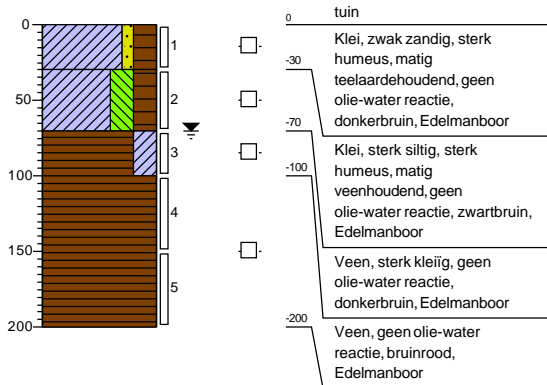 0
50
100
150
200
1
2
3
4
5
0
tuin
Klei, zwak zandig, sterk
humeus, matig
teelaardehoudend, geen
olie-water reactie,
donkerbruin, Edelmanboor
-30
Klei, sterk siltig, sterk
humeus, matig
veenhoudend, geen
olie-water reactie, zwartbruin,
Edelmanboor
-70
Veen, sterk kleiïg, geen
olie-water reactie,
donkerbruin, Edelmanboor
-100
Veen, geen olie-water
reactie, bruinrood,
Edelmanboor
-200